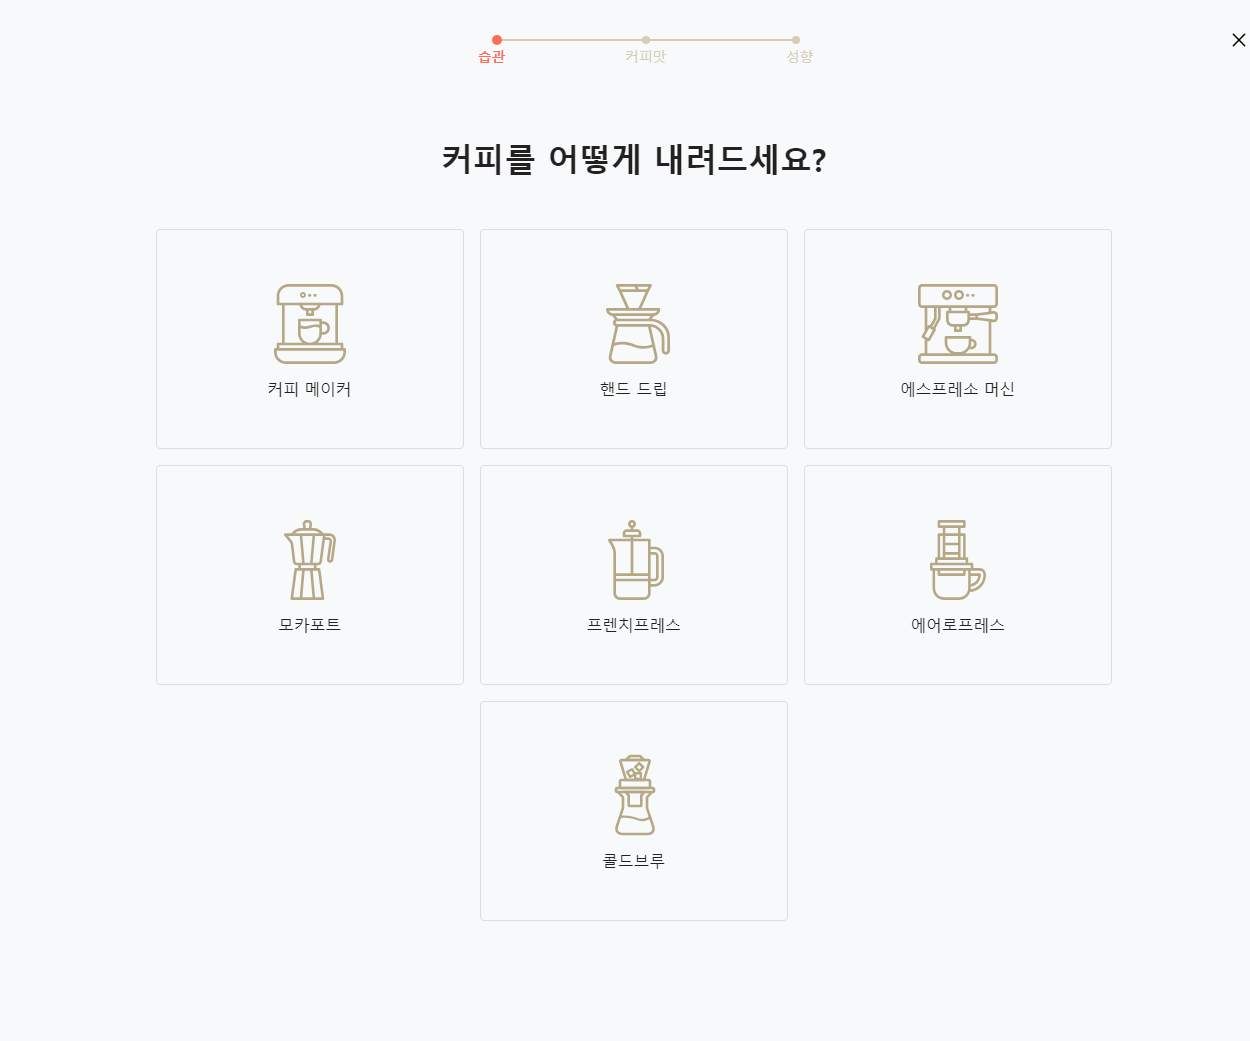 습관
커피맛
성향
커피를 어떻게 내려드세요?
커피 메이커
핸드 드립
에스프레소 머신
모카포트
프렌치프레스
에어로프레스
콜드브루